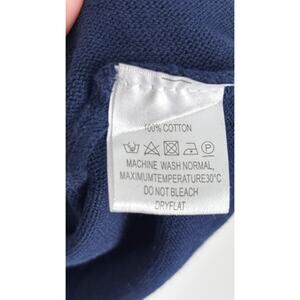 100% COTTON
MACHINE WASH NORMAL,
MAXIMUMTEMPERATURE30°C
DO NOT BLEACH
DRYFLAT